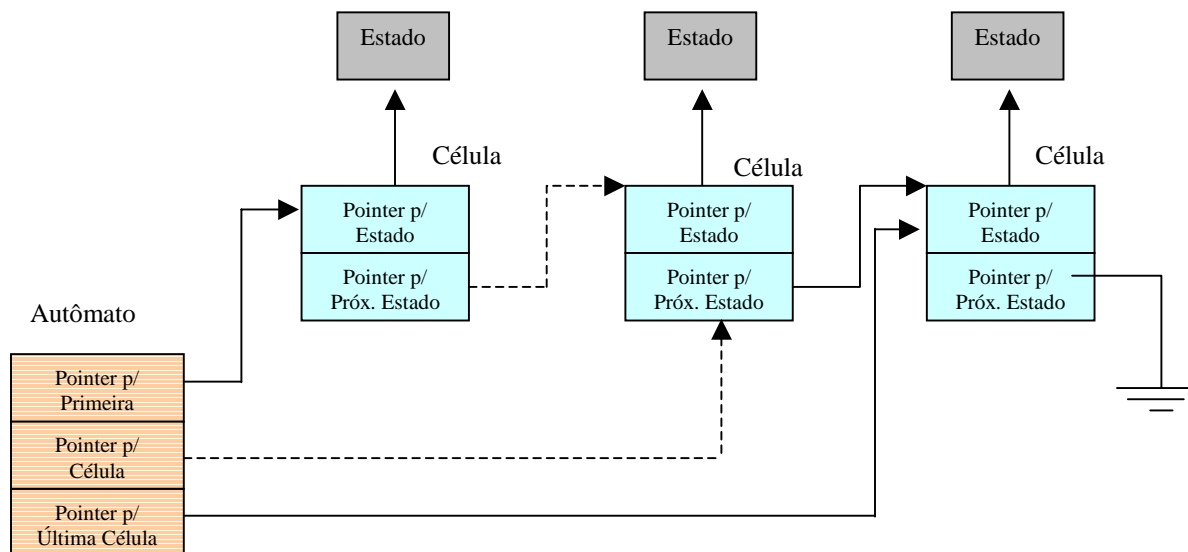 Estado
Estado
Estado
Célula
Célula
Célula
Pointer p/
Estado
Pointer p/
Próx. Estado
Pointer p/
Estado
Pointer p/
Próx. Estado
Pointer p/
Estado
Pointer p/
Próx. Estado
Autômato
Pointer p/
Primeira
Pointer p/
Célula
Pointer p/
Última Célula